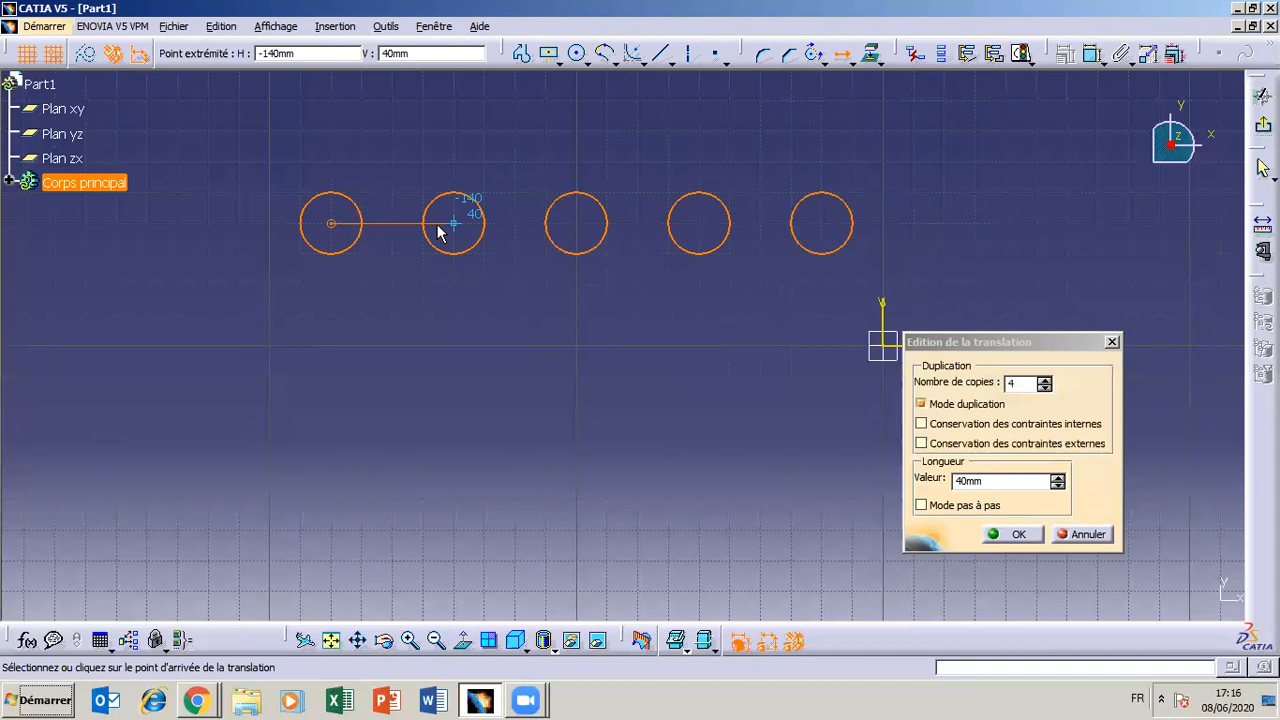 CATIA V5 - [Part1]
Démarrer ENOVIA V5 VPM Fichier Edition Affichage Insertion Outils Fenêtre Aide
Point extrémité : H : -140mm V : 40mm
Part1
Plan xy
Plan yz
Plan zx
Corps principal
-140
40
y
x
z
Edition de la translation
Duplication
Nombre de copies : 4
Mode duplication
Conservation des contraintes internes
Conservation des contraintes externes
Longueur
Valeur: 40mm
Mode pas à pas
OK Annuler
y
x
f(x)
CATIA
Sélectionnez ou cliquez sur le point d'arrivée de la translation
Démarrer
FR
17:16
08/06/2020